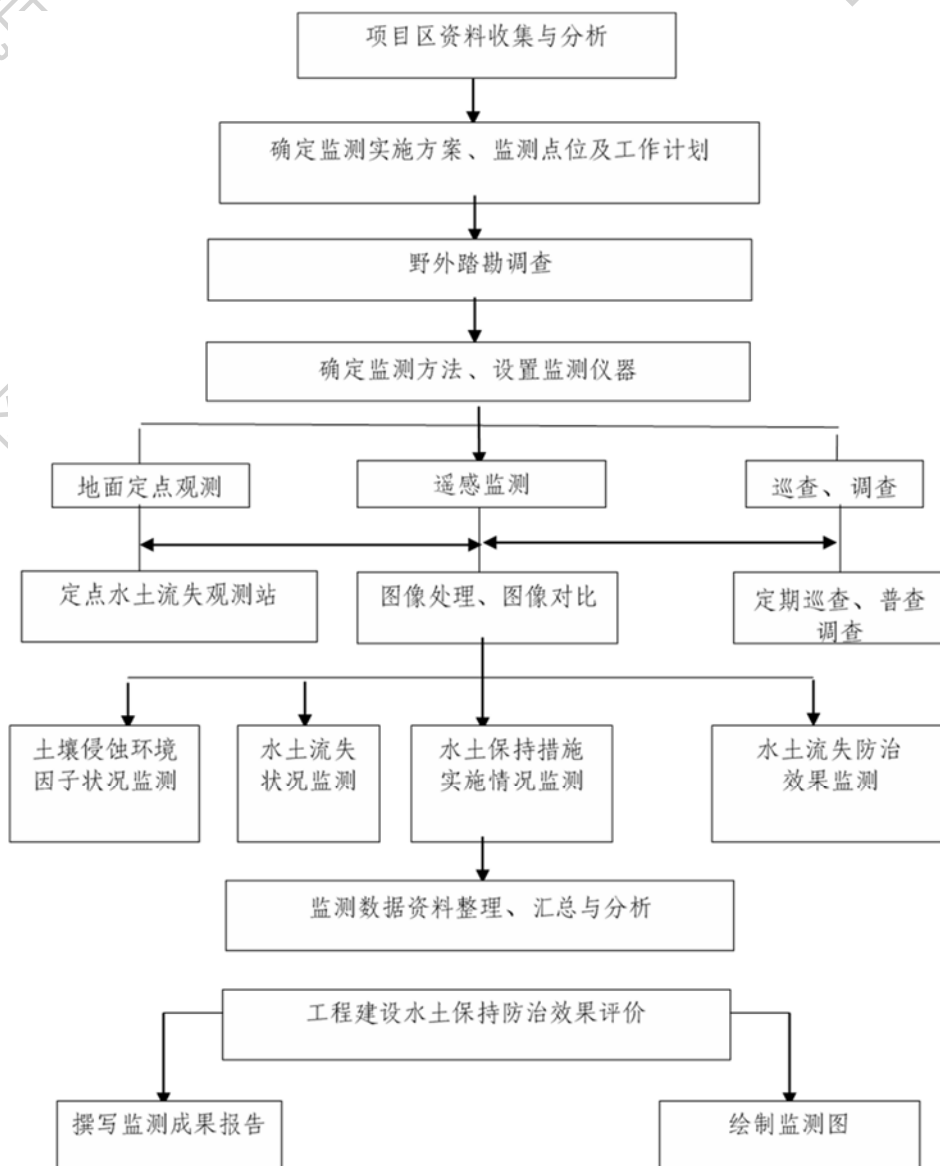 项目区资料收集与分析
确定监测实施方案、监测点位及工作计划
野外踏勘调查
确定监测方法、设置监测仪器
地面定点观测
遥感监测
巡查、调查
定点水土流失观测站
图像处理、图像对比
定期巡查、普查
调查
土壤侵蚀环境
因子状况监测
水土流失
状况监测
水土保持措施
实施情况监测
水土流失防治
效果监测
监测数据资料整理、汇总与分析
工程建设水土保持防治效果评价
撰写监测成果报告
绘制监测图